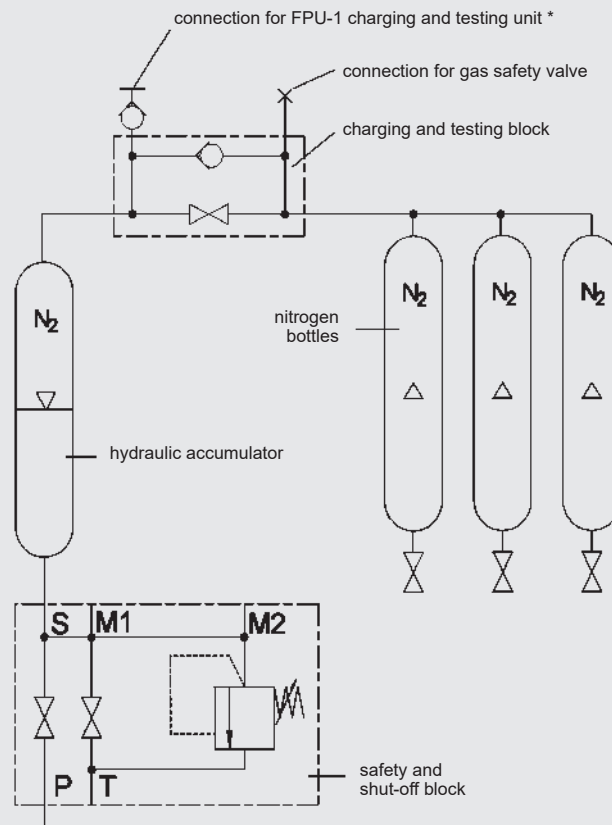 connection for FPU-1 charging and testing unit *
connection for gas safety valve
charging and testing block
N2
N2
N2
N2
nitrogen
bottles
hydraulic accumulator
S
M1
M2
P
T
safety and
shut-off block